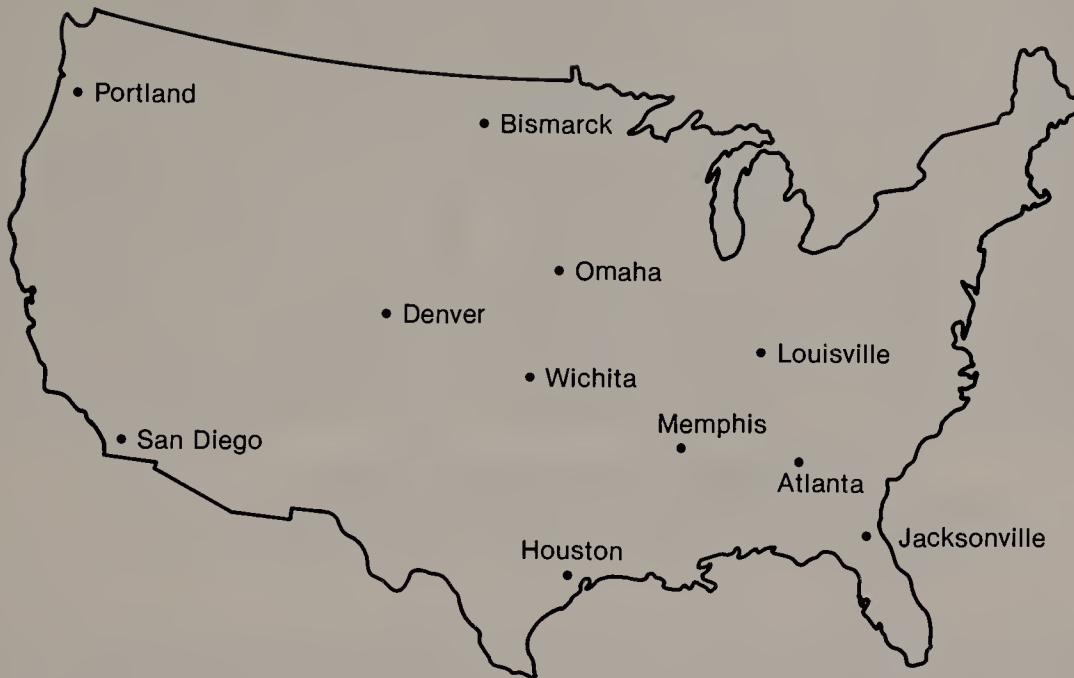 Portland
Bismarck
Omaha
Denver
Louisville
Wichita
Memphis
San Diego
Atlanta
Jacksonville
Houston